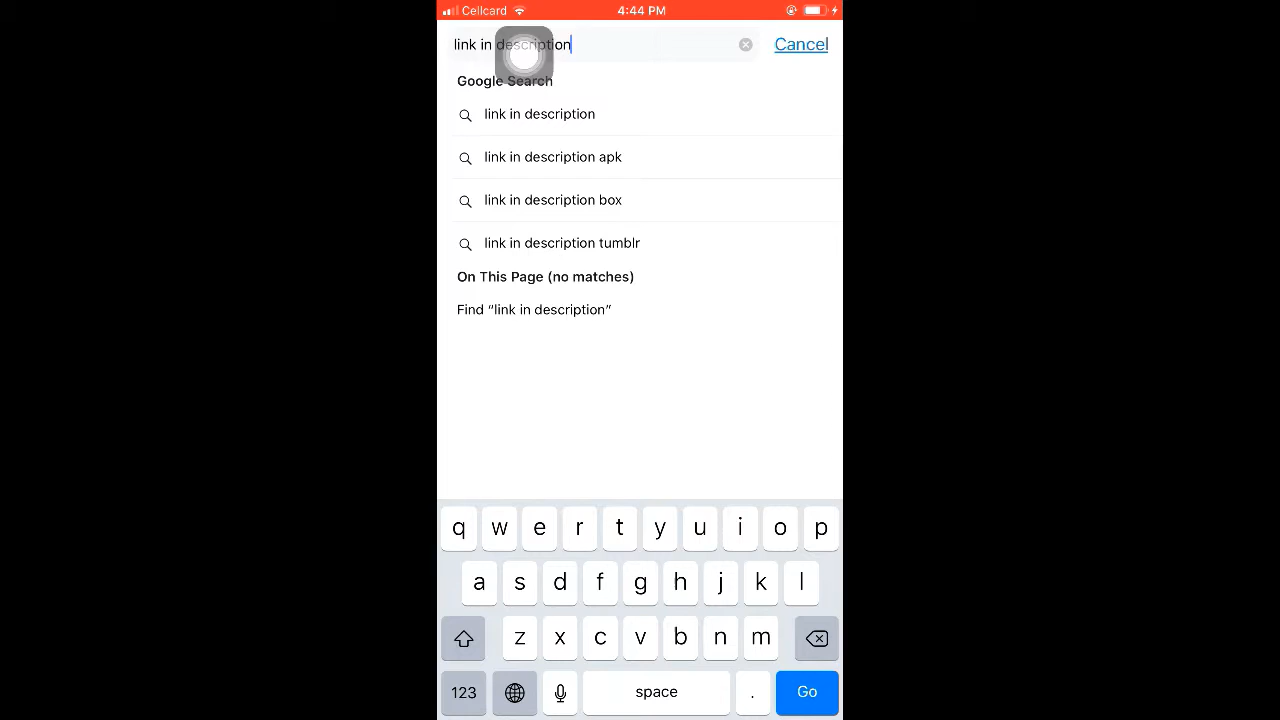 Cellcard 4:44 PM
link in description Cancel
Google Search
link in description
link in description apk
link in description box
link in description tumblr
On This Page (no matches)
Find “link in description”
q w e r t y u i o p
a s d f g h j k l
z x c v b n m
123 space . Go